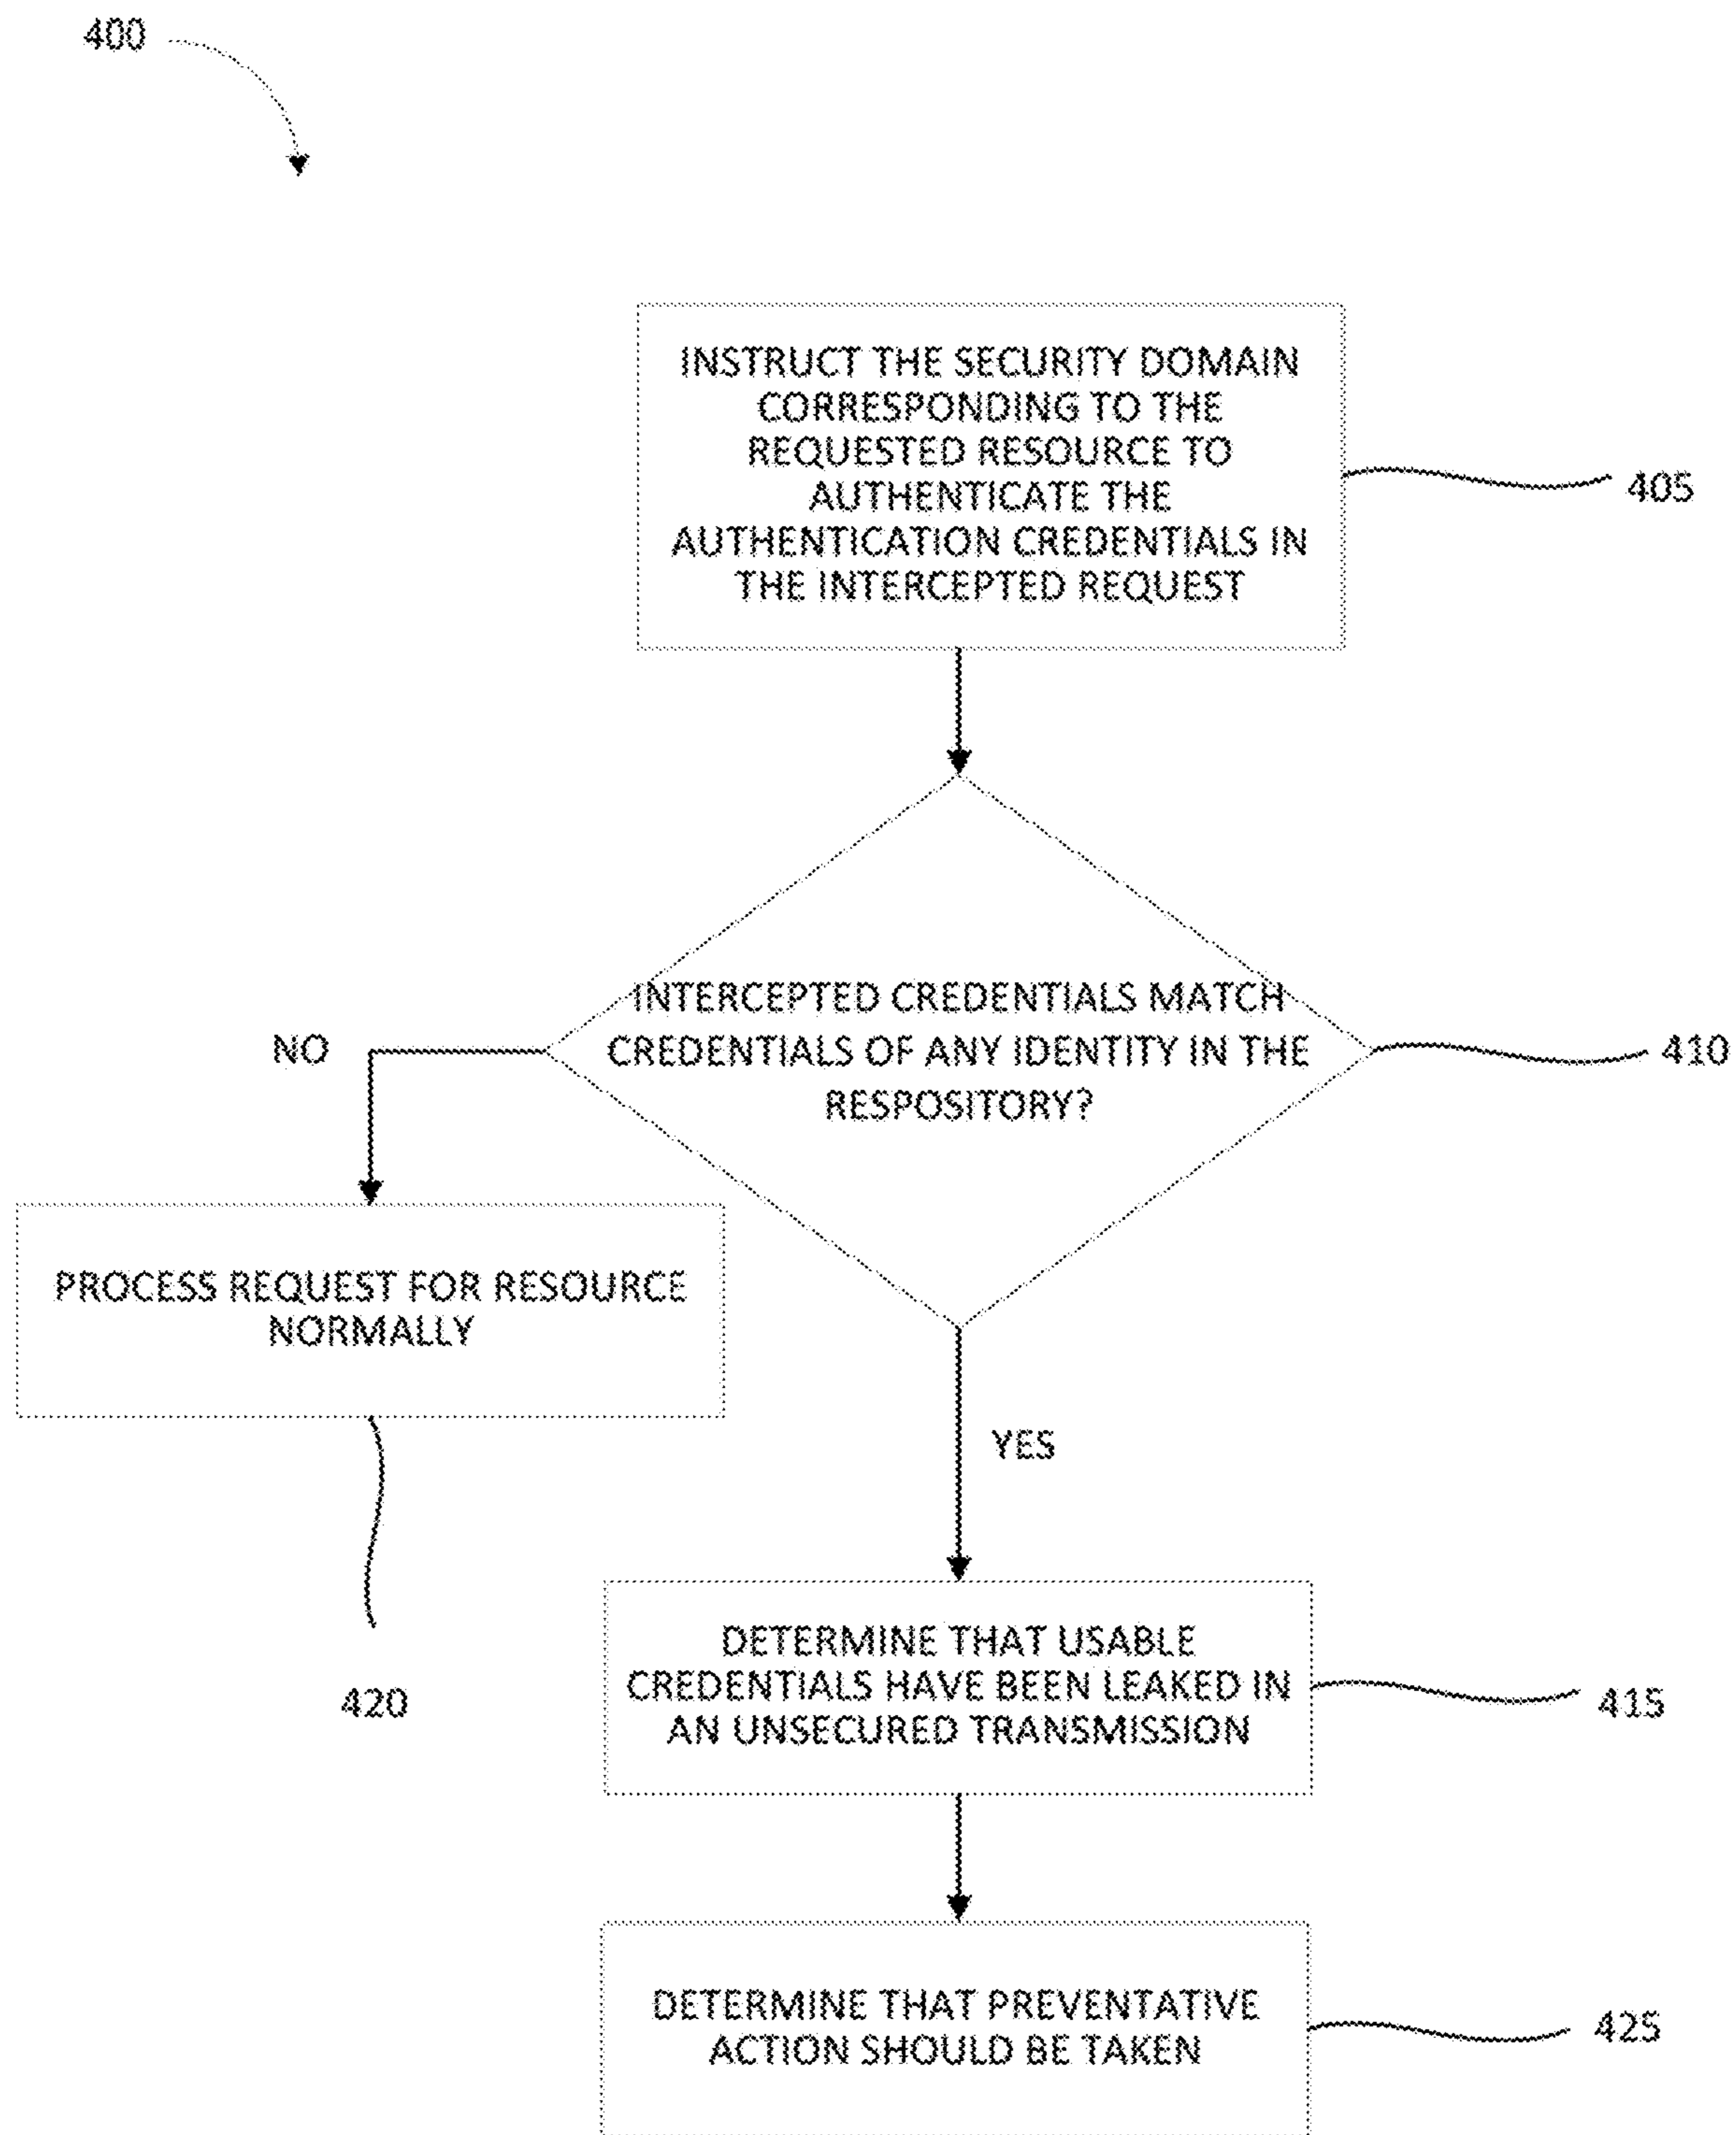 400
INSTRUCT THE SECURITY DOMAIN
CORRESPONDING TO THE
REQUESTED RESOURCE TO
AUTHENTICATE THE
AUTHENTICATION CREDENTIALS IN
THE INTERCEPTED REQUEST
405
INTERCEPTED CREDENTIALS MATCH
CREDENTIALS OF ANY IDENTITY IN THE
RESPOSITORY?
410
NO
PROCESS REQUEST FOR RESOURCE
NORMALLY
420
YES
DETERMINE THAT USABLE
CREDENTIALS HAVE BEEN LEAKED IN
AN UNSECURED TRANSMISSION
415
DETERMINE THAT PREVENTATIVE
ACTION SHOULD BE TAKEN
425